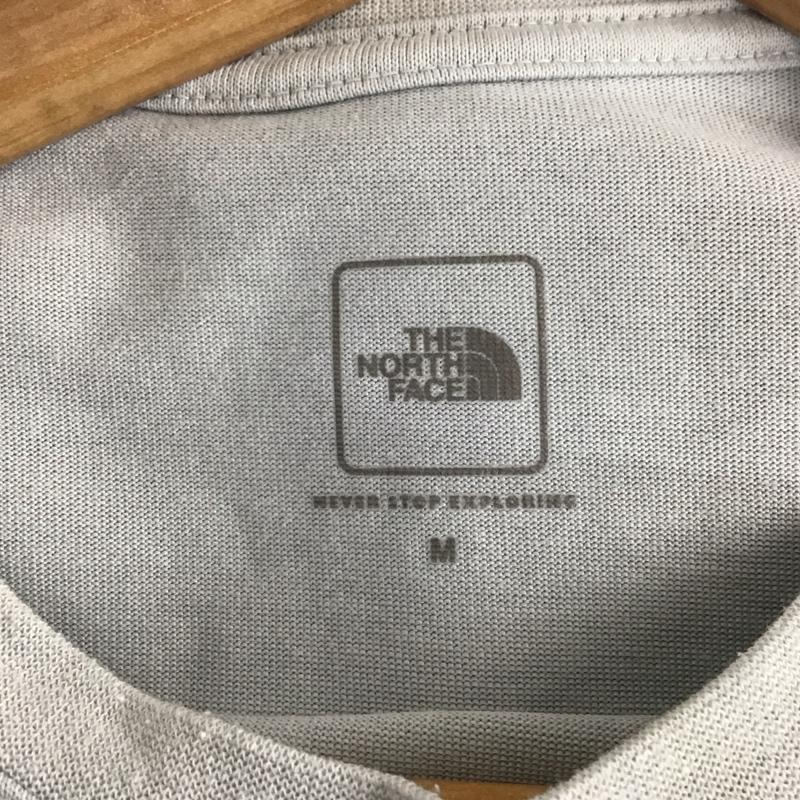 THE
NORTH
FACE
NEVER STOP EXPLORING
M